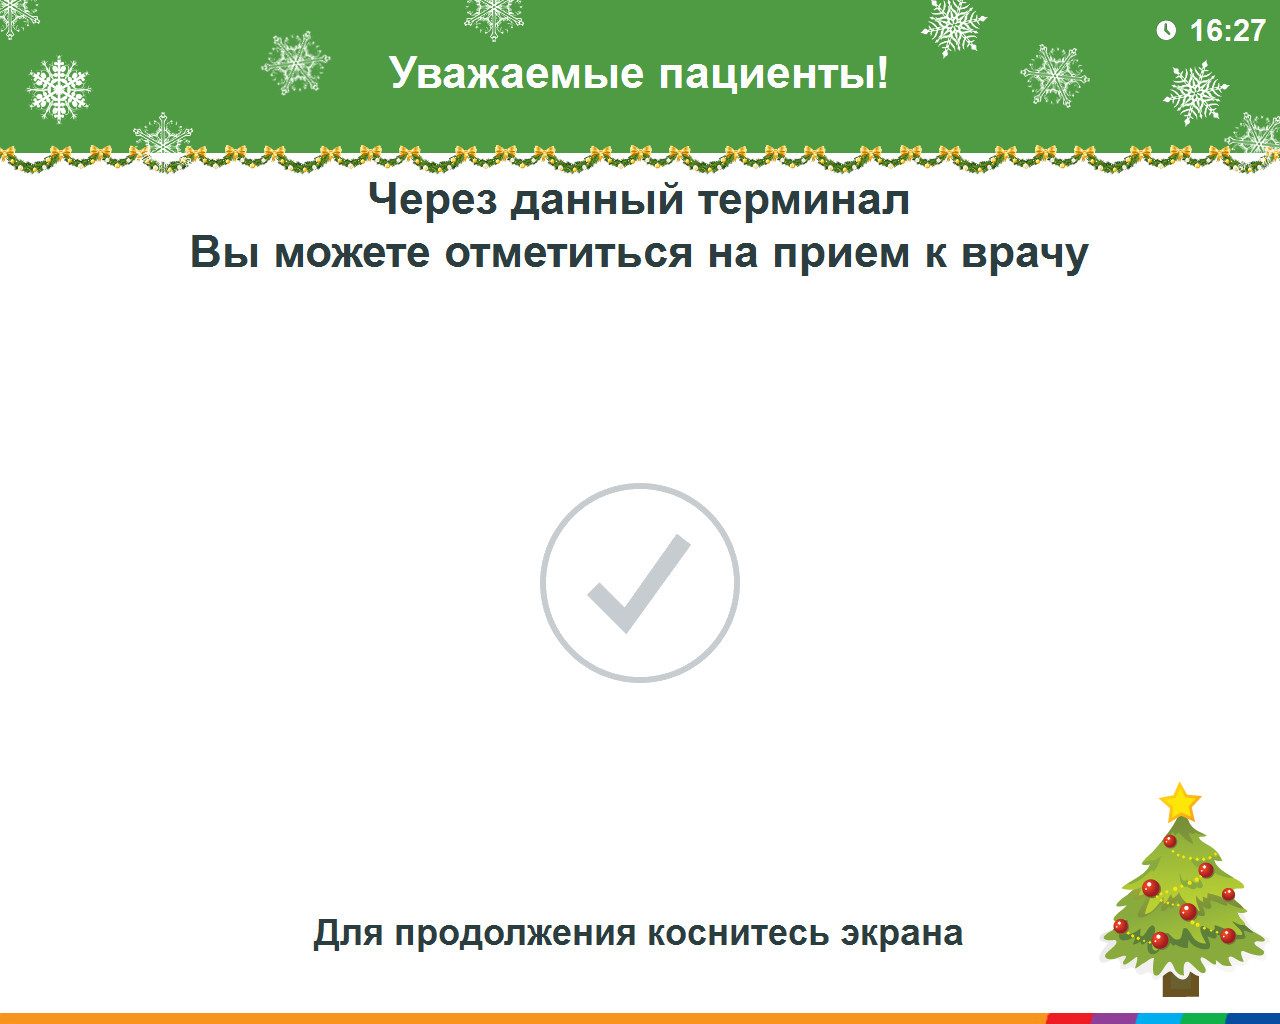 16:27
Уважаемые пациенты!
Через данный терминал
Вы можете отметиться на прием к врачу
Для продолжения коснитесь экрана